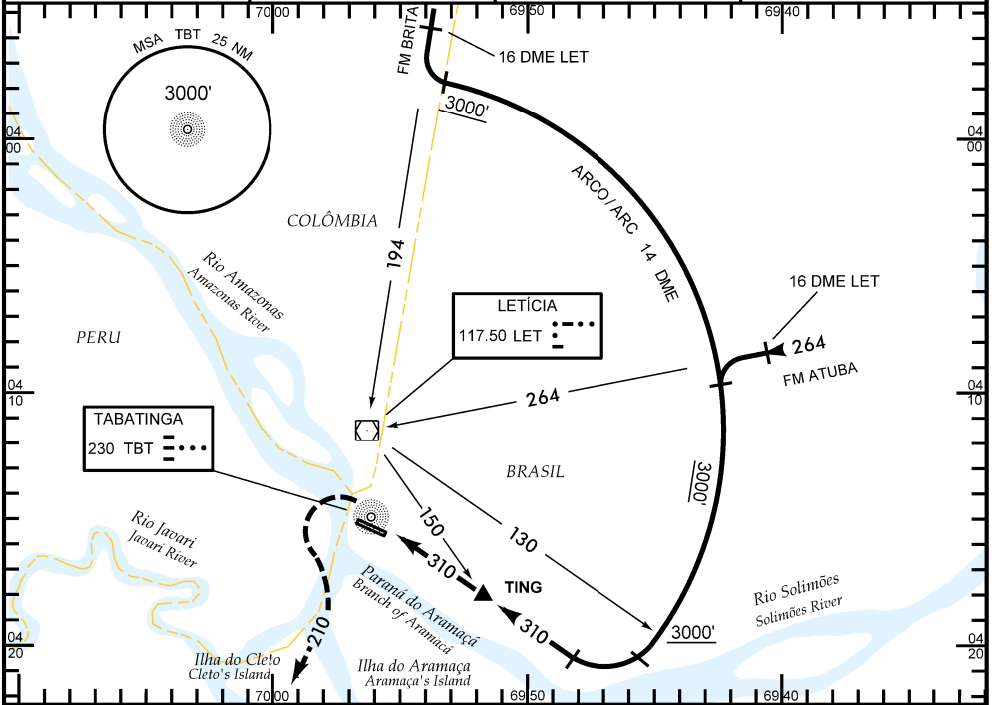 70 00
69 50
69 40
MSA TBT 25 NM
3000'
FM BRITA
16 DME LET
3000'
04
00
04
00
ARCO / ARC 14 DME
COLÔMBIA
194
Rio Amazonas
Amazonas River
16 DME LET
LETÍCIA
117.50 LET
PERU
264
FM ATUBA
264
04
10
04
10
TABATINGA
230 TBT
BRASIL
3000'
150
130
Rio Javari
Javari River
310
TING
Paraná do Aramaçá
Branch of Aramacá
Rio Solimões
Solimões River
310
3000'
210
04
20
04
20
Ilha do Cleto
Cleto's Island
Ilha do Aramaça
Aramaça's Island
70 00
69 50
69 40